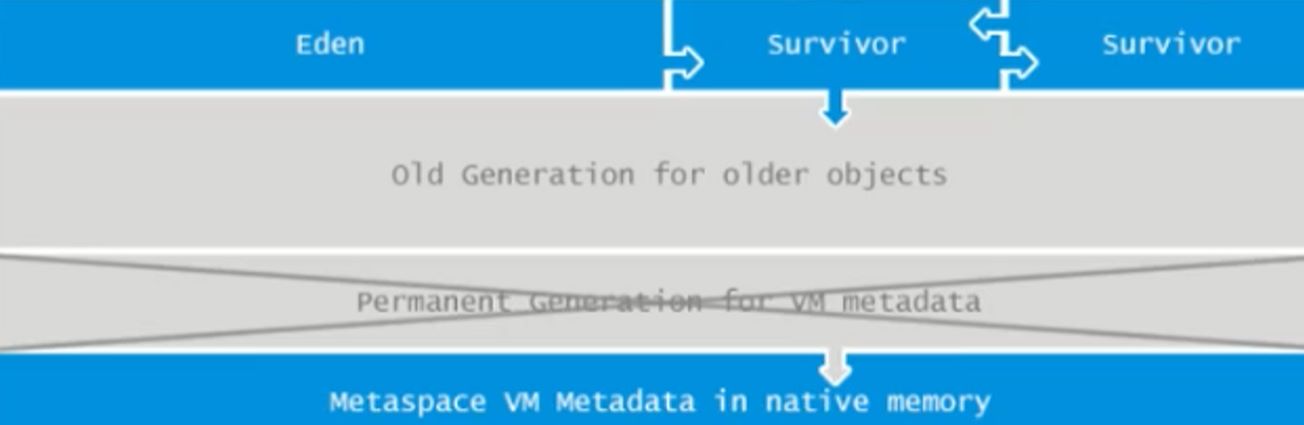 Eden Survivor Survivor
Old Generation for older objects
Permanent Generation for VM metadata
Metaspace VM Metadata in native memory